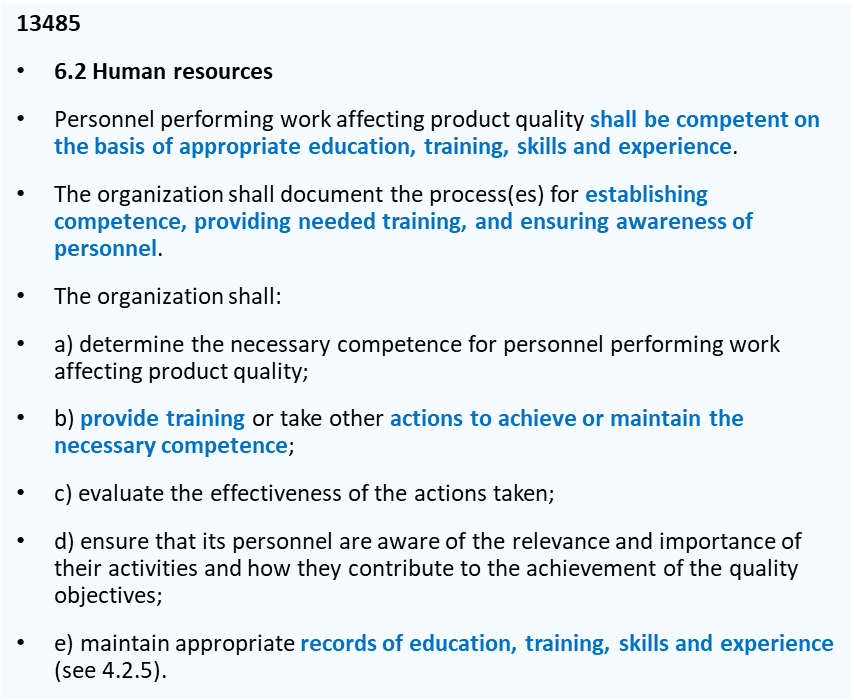 13485
• 6.2 Human resources
• Personnel performing work affecting product quality shall be competent on
the basis of appropriate education, training, skills and experience.
• The organization shall document the process(es) for establishing
competence, providing needed training, and ensuring awareness of
personnel.
• The organization shall:
• a) determine the necessary competence for personnel performing work
affecting product quality;
• b) provide training or take other actions to achieve or maintain the
necessary competence;
• c) evaluate the effectiveness of the actions taken;
• d) ensure that its personnel are aware of the relevance and importance of
their activities and how they contribute to the achievement of the quality
objectives;
• e) maintain appropriate records of education, training, skills and experience
(see 4.2.5).